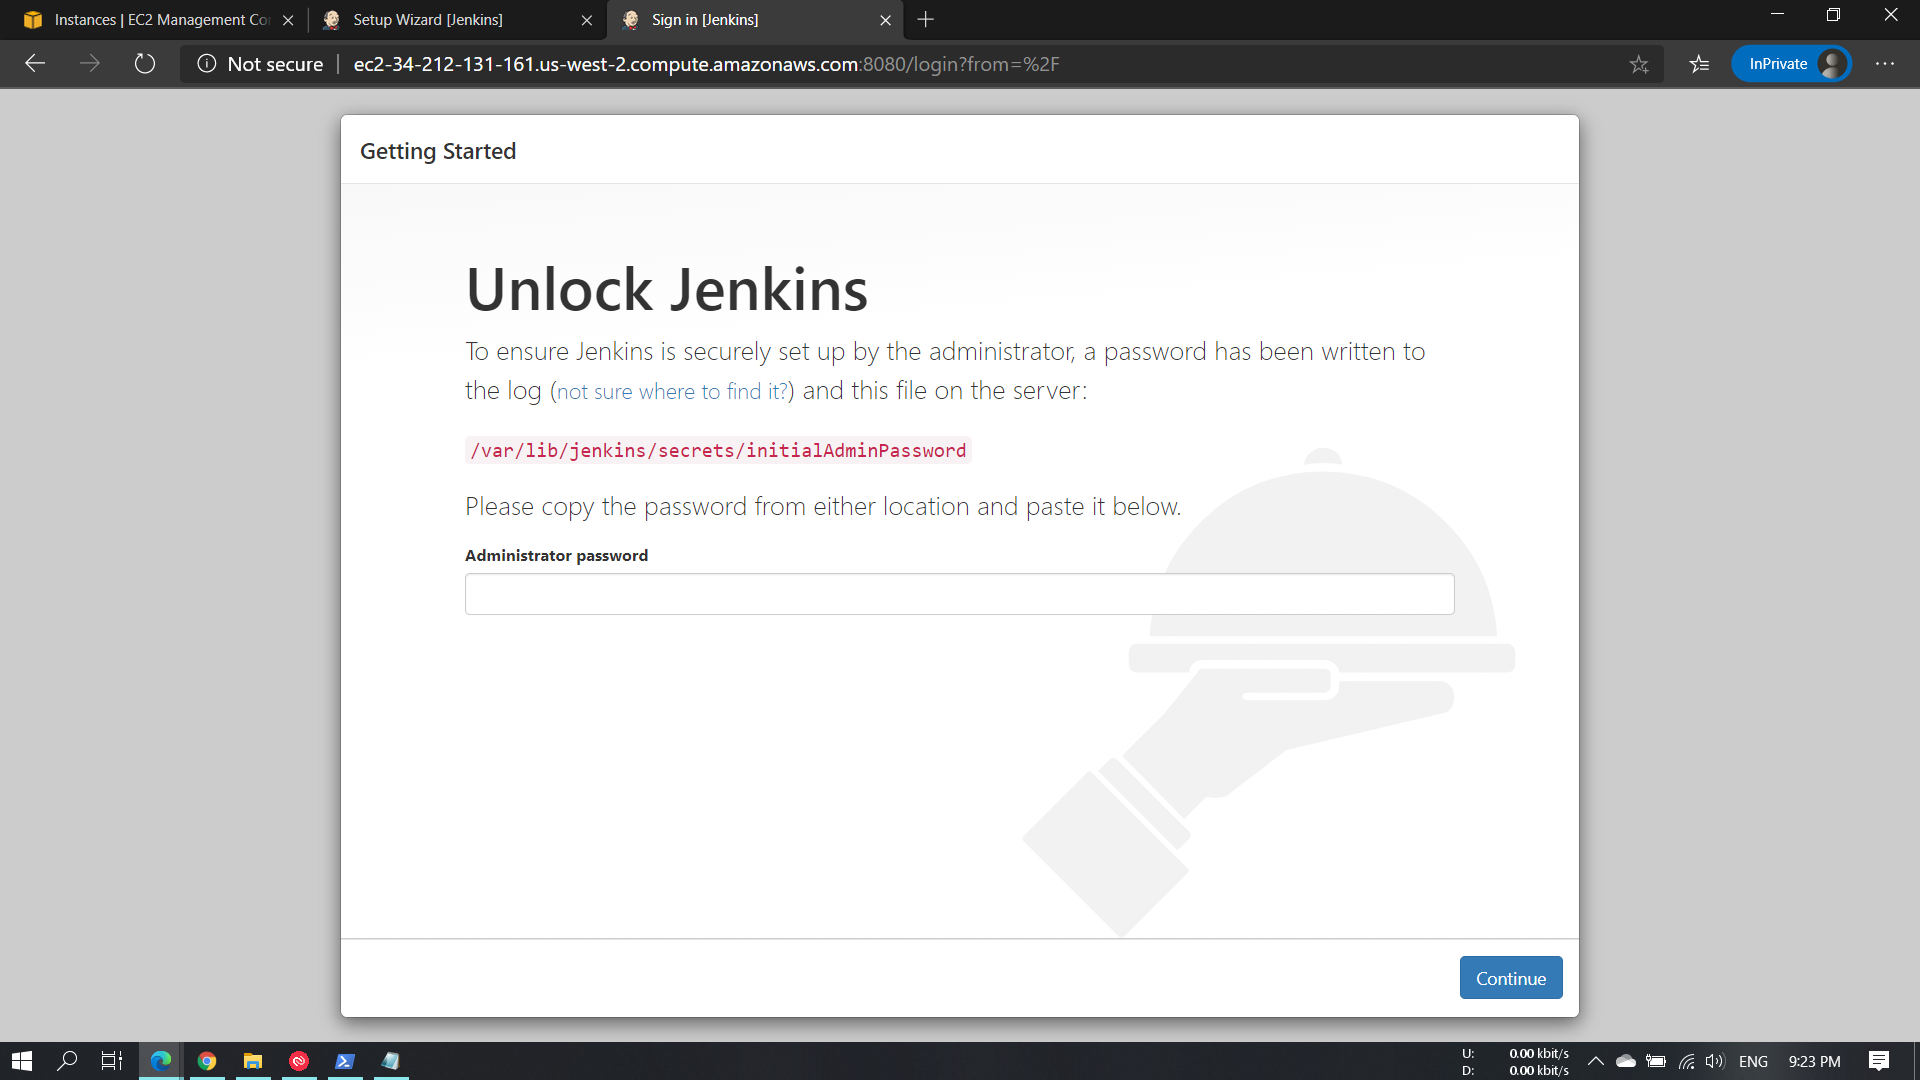 Instances | EC2 Management Co
Setup Wizard [Jenkins]
Sign in [Jenkins]
Not secure
ec2-34-212-131-161.us-west-2.compute.amazonaws.com:8080/login?from=%2F
InPrivate
Getting Started
Unlock Jenkins
To ensure Jenkins is securely set up by the administrator, a password has been written to
the log (not sure where to find it?) and this file on the server:
/var/lib/jenkins/secrets/initialAdminPassword
Please copy the password from either location and paste it below.
Administrator password
Continue
U: 0.00 kbit/s
D: 0.00 kbit/s
ENG
9:23 PM